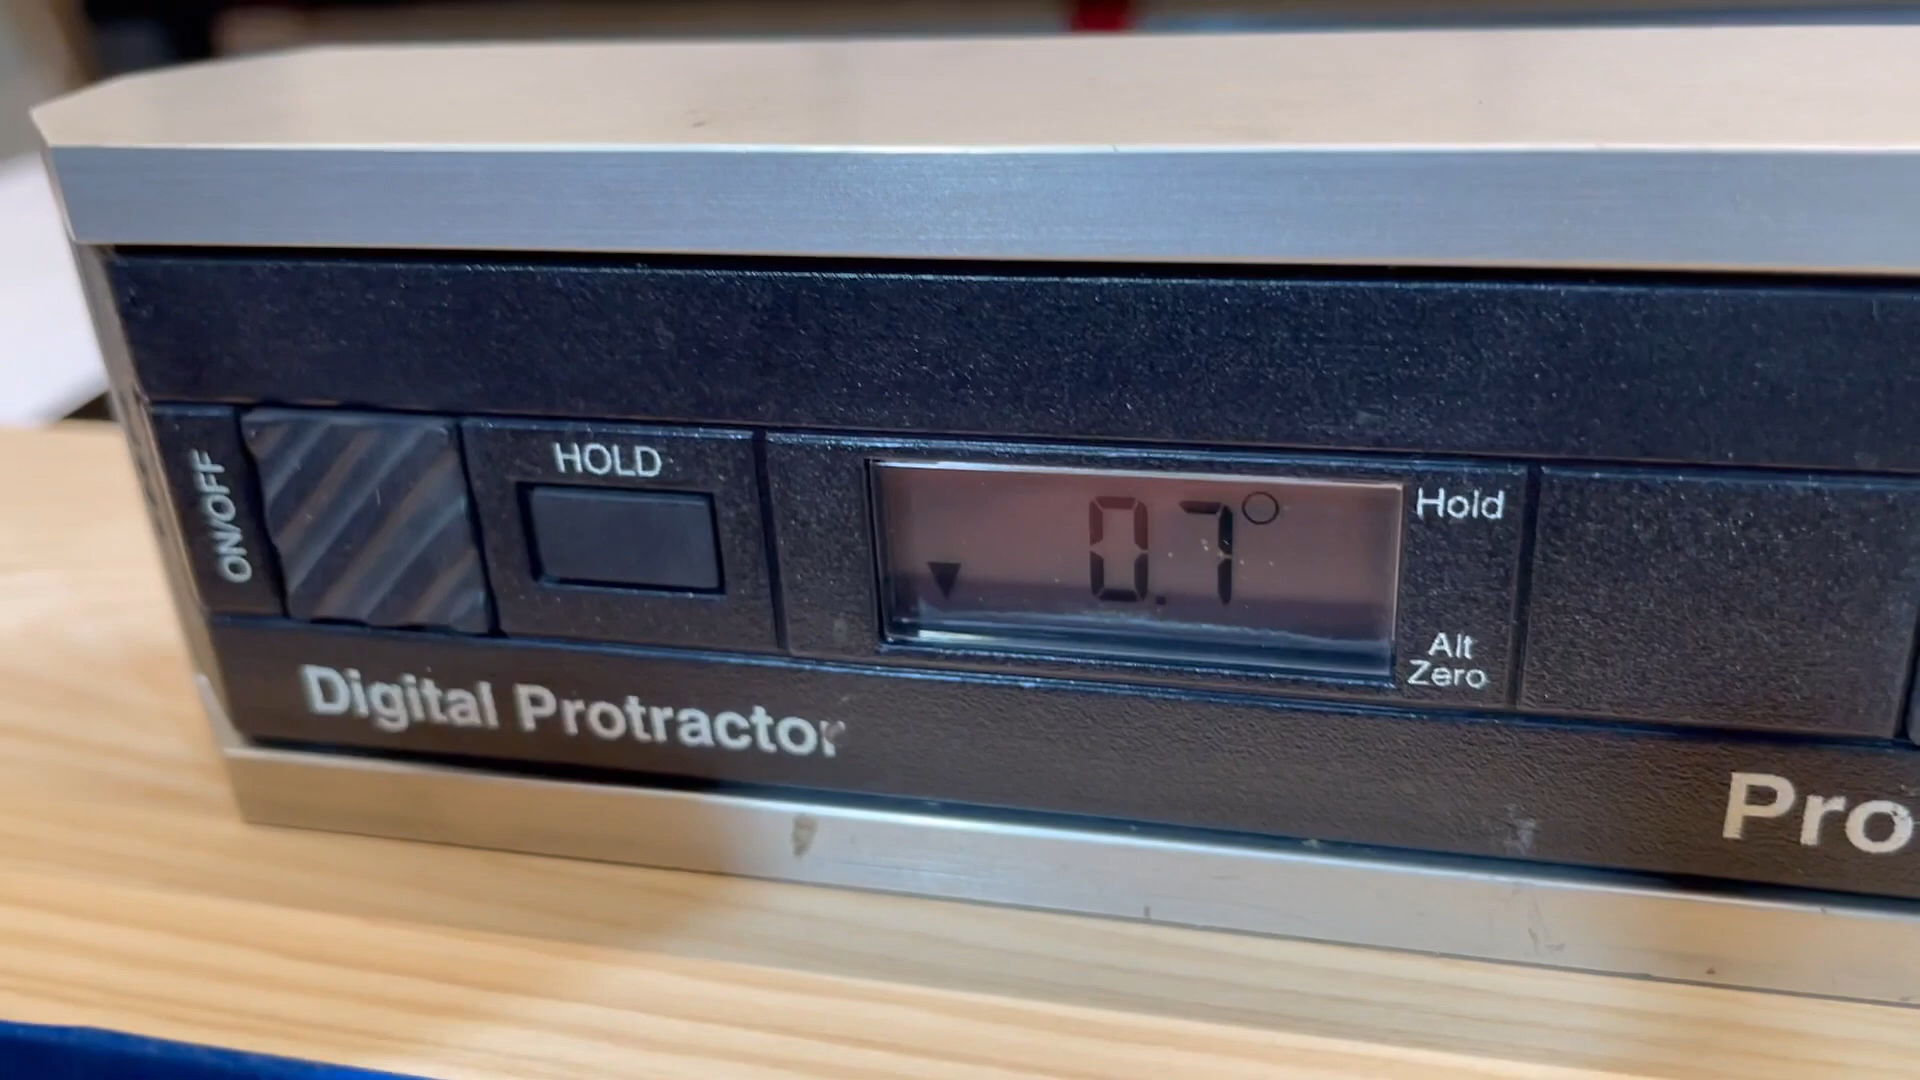 ON/OFF
HOLD
0.7°
Hold
Alt
Zero
Digital Protractor
Pro